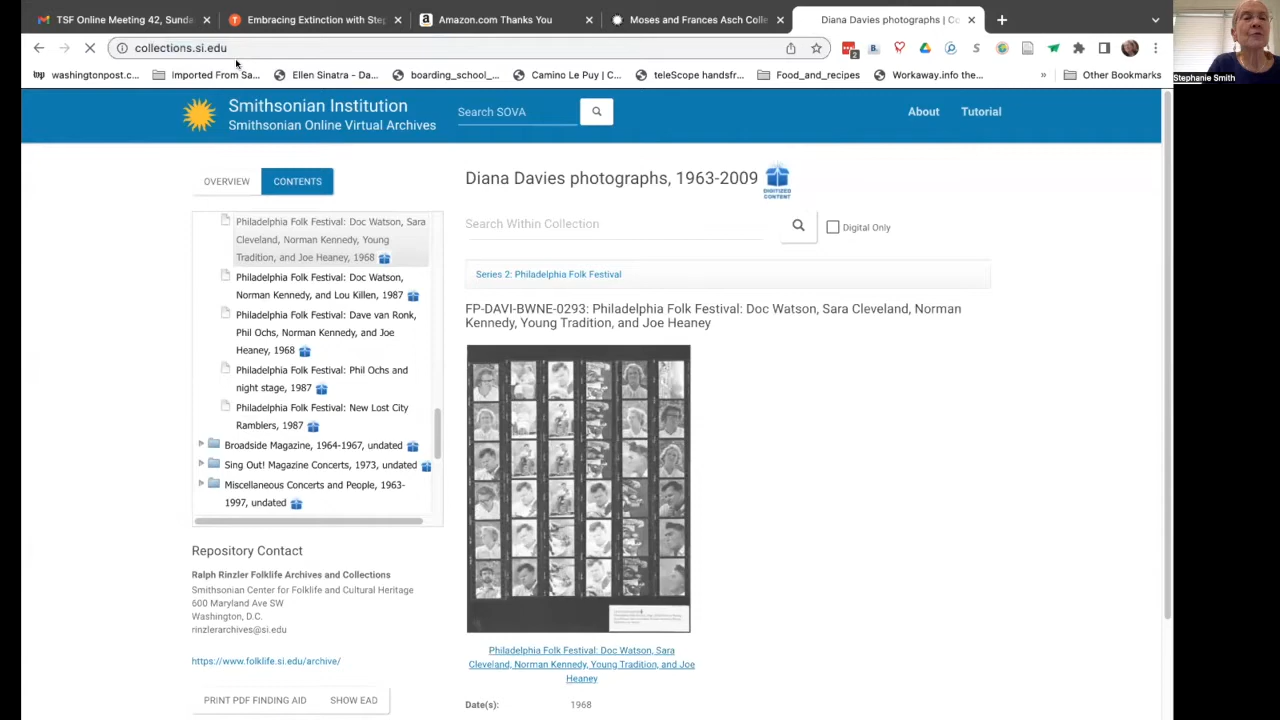 TSF Online Meeting 42, Sunda
Embracing Extinction with Step
Amazon.com Thanks You
Moses and Frances Asch Colle
Diana Davies photographs | Co
collections.si.edu
2
washingtonpost.c...
Imported From Sa...
Ellen Sinatra - Da...
boarding_school_...
Camino Le Puy | C...
teleScope handsfr...
Food_and_recipes
Workaway.info the...
»
Other Bookmarks
Stephanie Smith
Smithsonian Institution
Smithsonian Online Virtual Archives
Search SOVA
About
Tutorial
OVERVIEW
CONTENTS
Philadelphia Folk Festival: Doc Watson, Sara
Cleveland, Norman Kennedy, Young
Tradition, and Joe Heaney, 1968
Philadelphia Folk Festival: Doc Watson,
Norman Kennedy, and Lou Killen, 1987
Philadelphia Folk Festival: Dave van Ronk,
Phil Ochs, Norman Kennedy, and Joe
Heaney, 1968
Philadelphia Folk Festival: Phil Ochs and
night stage, 1987
Philadelphia Folk Festival: New Lost City
Ramblers, 1987
Broadside Magazine, 1964-1967, undated
Sing Out! Magazine Concerts, 1973, undated
Miscellaneous Concerts and People, 1963-
1997, undated
Repository Contact
Ralph Rinzler Folklife Archives and Collections
Smithsonian Center for Folklife and Cultural Heritage
600 Maryland Ave SW
Washington, D.C.
rinzlerarchives@si.edu
https://www.folklife.si.edu/archive/
PRINT PDF FINDING AID
SHOW EAD
Diana Davies photographs, 1963-2009
DIGITIZED
CONTENT
Search Within Collection
Digital Only
Series 2: Philadelphia Folk Festival
FP-DAVI-BWNE-0293: Philadelphia Folk Festival: Doc Watson, Sara Cleveland, Norman
Kennedy, Young Tradition, and Joe Heaney
Philadelphia Folk Festival: Doc Watson, Sara
Cleveland, Norman Kennedy, Young Tradition, and Joe
Heaney
Date(s):
1968